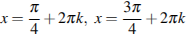 x = π/4 + 2πk, x = 3π/4 + 2πk